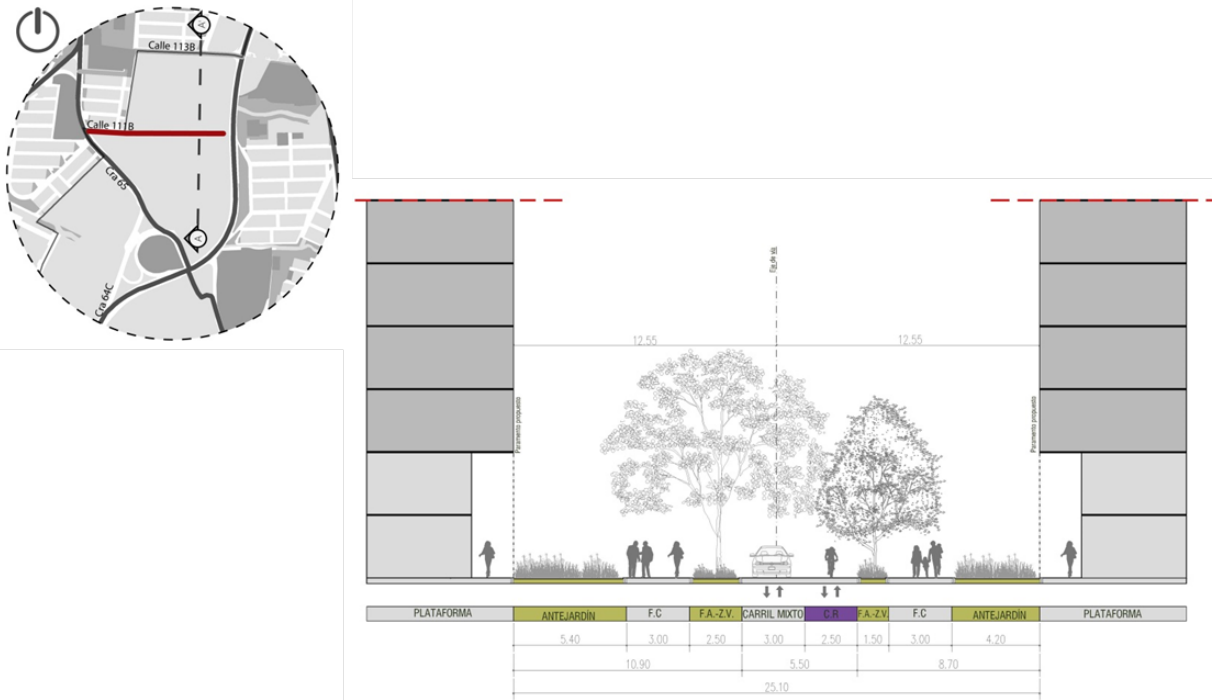 A
Calle 113B
Calle 111B
Cra 65
A
Cra 64C
Eje de vía
12.55
12.55
Paramento propuesto
Paramento propuesto
PLATAFORMA
ANTEJARDÍN
F.C
F.A.-Z.V.
CARRIL MIXTO
C.R
F.A.-Z.V.
F.C
ANTEJARDÍN
PLATAFORMA
5.40
3.00
2.50
3.00
2.50
1.50
3.00
4.20
10.90
5.50
8.70
25.10